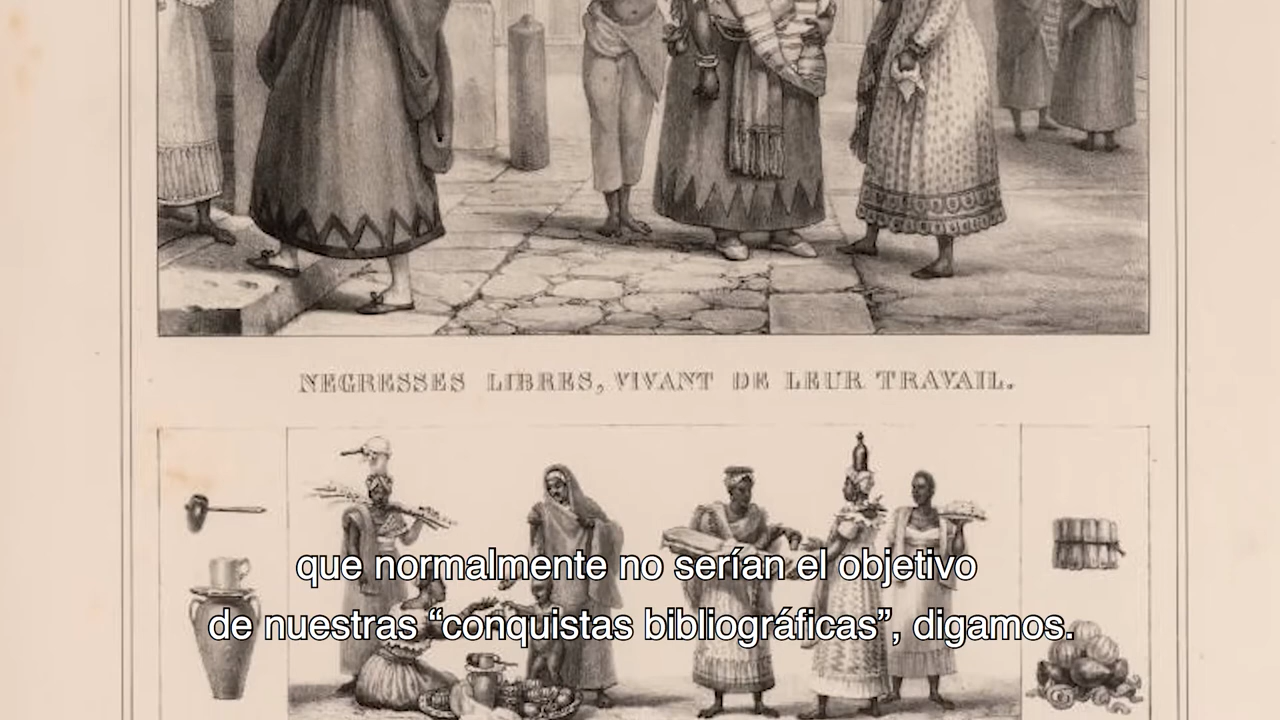 NEGRESSES LIBRES, VIVANT DE LEUR TRAVAIL.
que normalmente no serían el objetivo
de nuestras “conquistas bibliográficas”, digamos.